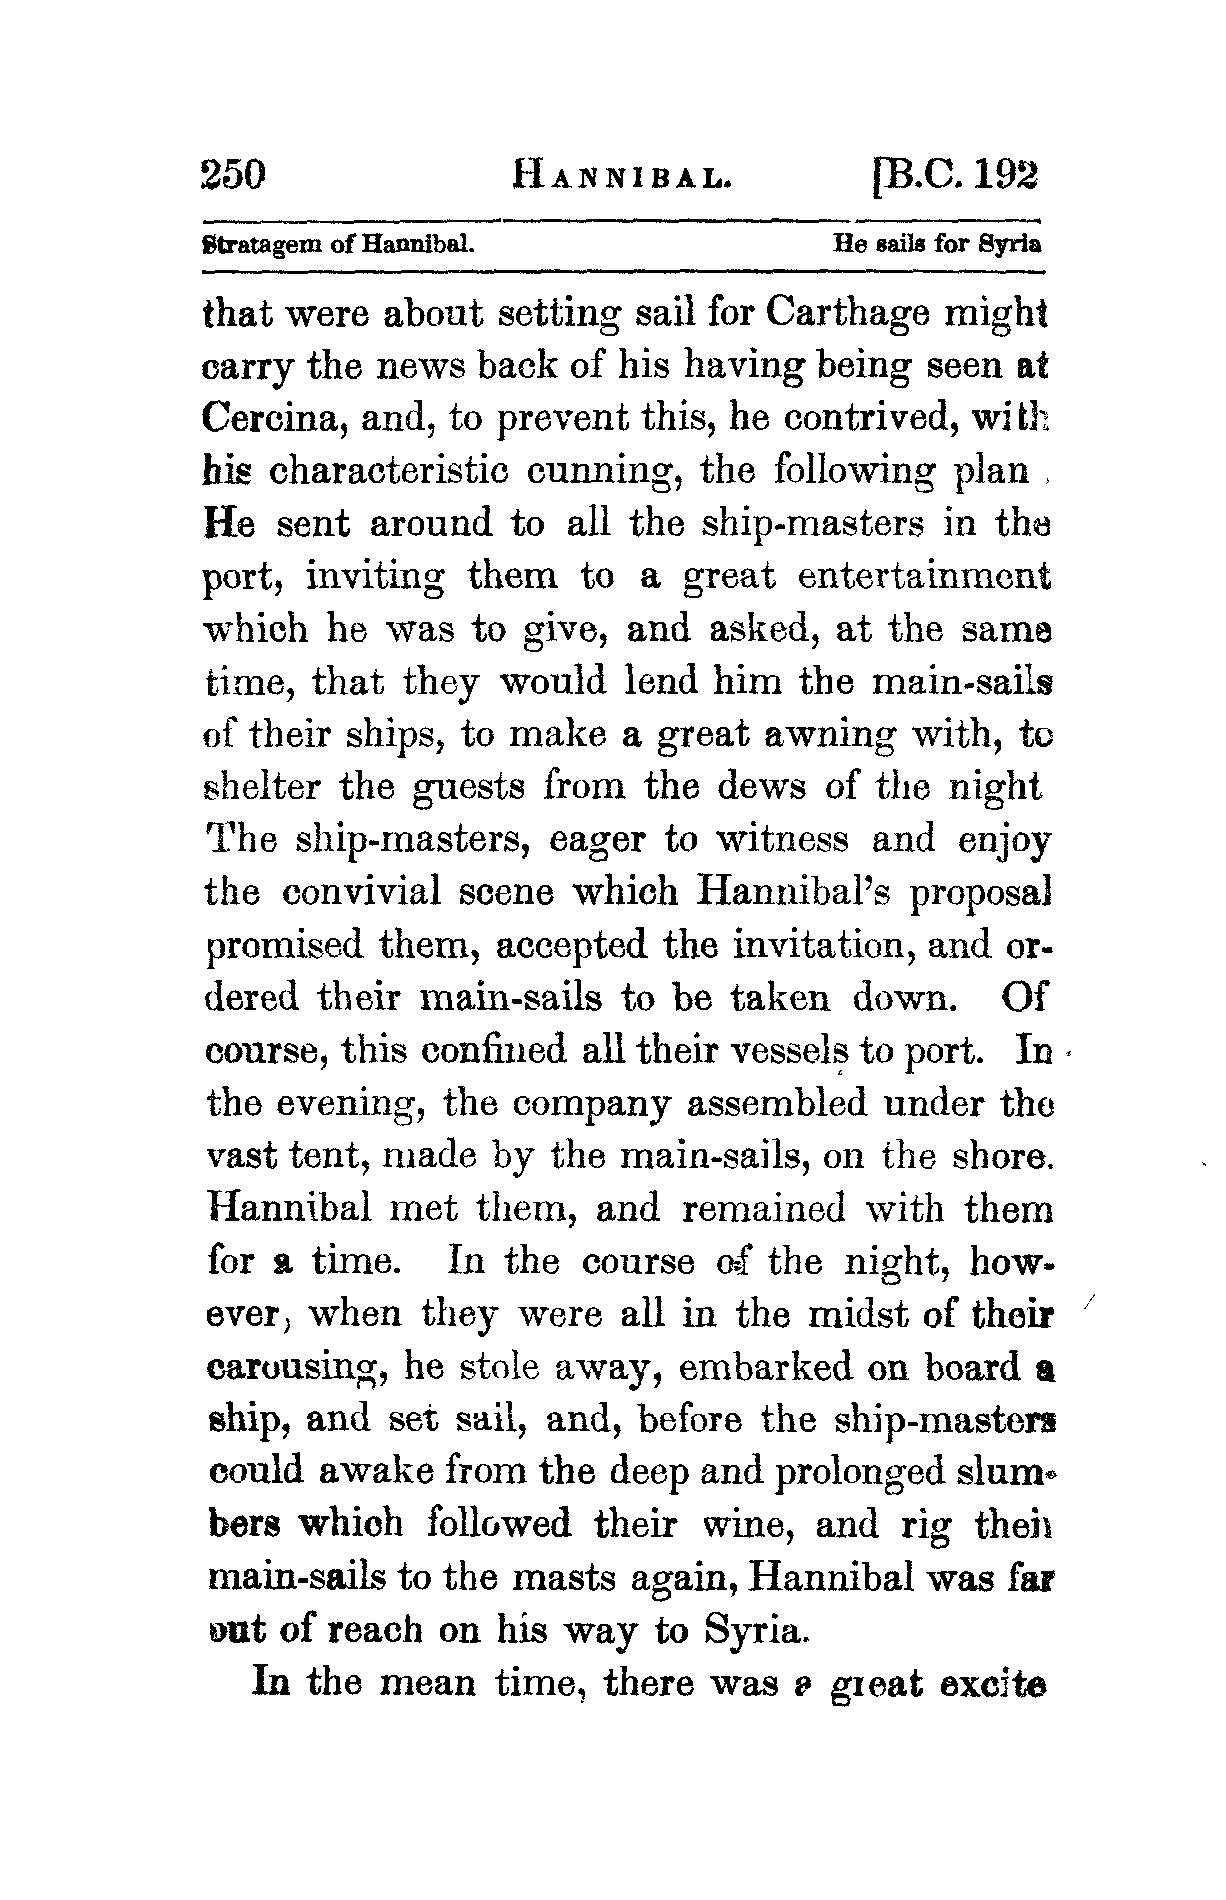 250 HANNIBAL. [B.C. 192
Stratagem of Hannibal. He sails for Syria
that were about setting sail for Carthage might
carry the news back of his having being seen at
Cercina, and, to prevent this, he contrived, with
his characteristic cunning, the following plan
He sent around to all the ship-masters in the
port, inviting them to a great entertainment
which he was to give, and asked, at the same
time, that they would lend him the main-sails
of their ships, to make a great awning with, to
shelter the guests from the dews of the night
The ship-masters, eager to witness and enjoy
the convivial scene which Hannibal's proposal
promised them, accepted the invitation, and or-
dered their main-sails to be taken down. Of
course, this confined all their vessels to port. In
the evening, the company assembled under the
vast tent, made by the main-sails, on the shore.
Hannibal met them, and remained with them
for a time. In the course of the night, how-
ever, when they were all in the midst of their
carousing, he stole away, embarked on board a
ship, and set sail, and, before the ship-masters
could awake from the deep and prolonged slum-
bers which followed their wine, and rig their
main-sails to the masts again, Hannibal was far
out of reach on his way to Syria.
In the mean time, there was a great excite